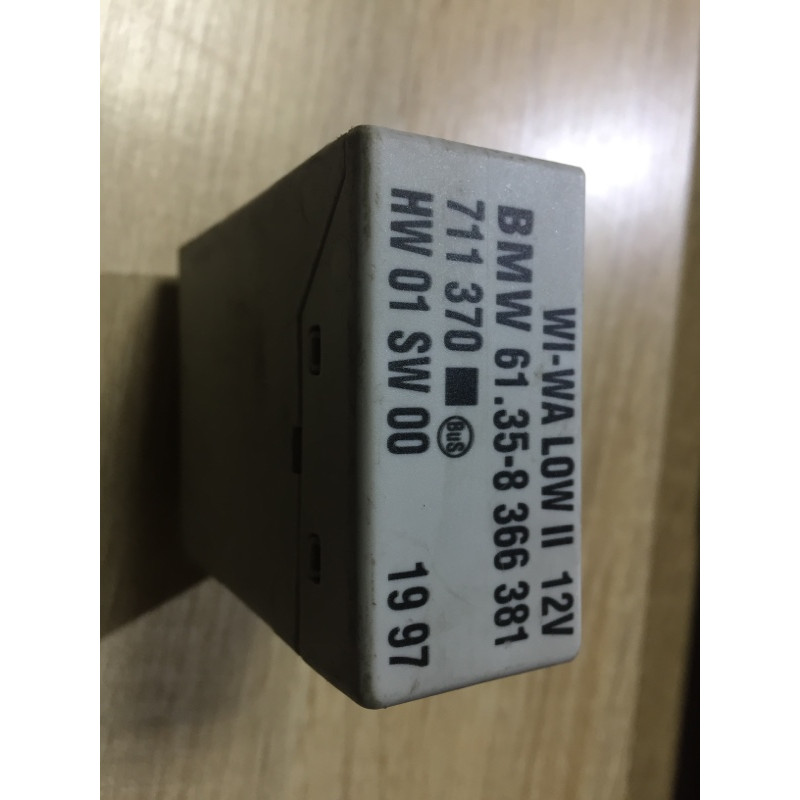 WI-WA LOW II 12V
BMW 61.35-8 366 381
711 370 BuS
HW 01 SW 00 19 97